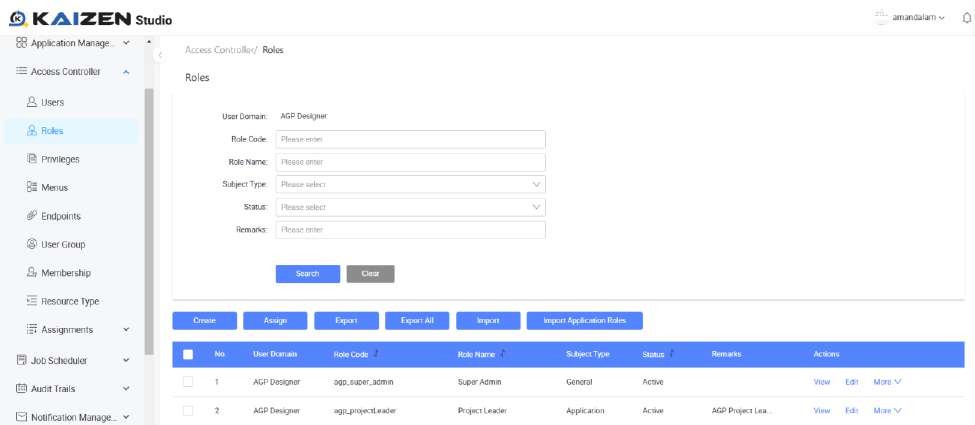 KAIZEN Studio
amandalam
Application Manage...
Access Controller
Users
Roles
Privileges
Menus
Endpoints
User Group
Membership
Resource Type
Assignments
Job Scheduler
Audit Trails
Notification Manage...
Access Controller/ Roles
Roles
User Domain: AGP Designer
Role Code: Please enter
Role Name: Please enter
Subject Type: Please select
Status: Please select
Remarks: Please enter
Search Clear
Create Assign Export Export All Import Import Application Roles
No. User Domain Role Code Role Name Subject Type Status Remarks Actions
1 AGP Designer agp_super_admin Super Admin General Active View Edit More
2 AGP Designer agp_projectLeader Project Leader Application Active AGP Project Lea... View Edit More